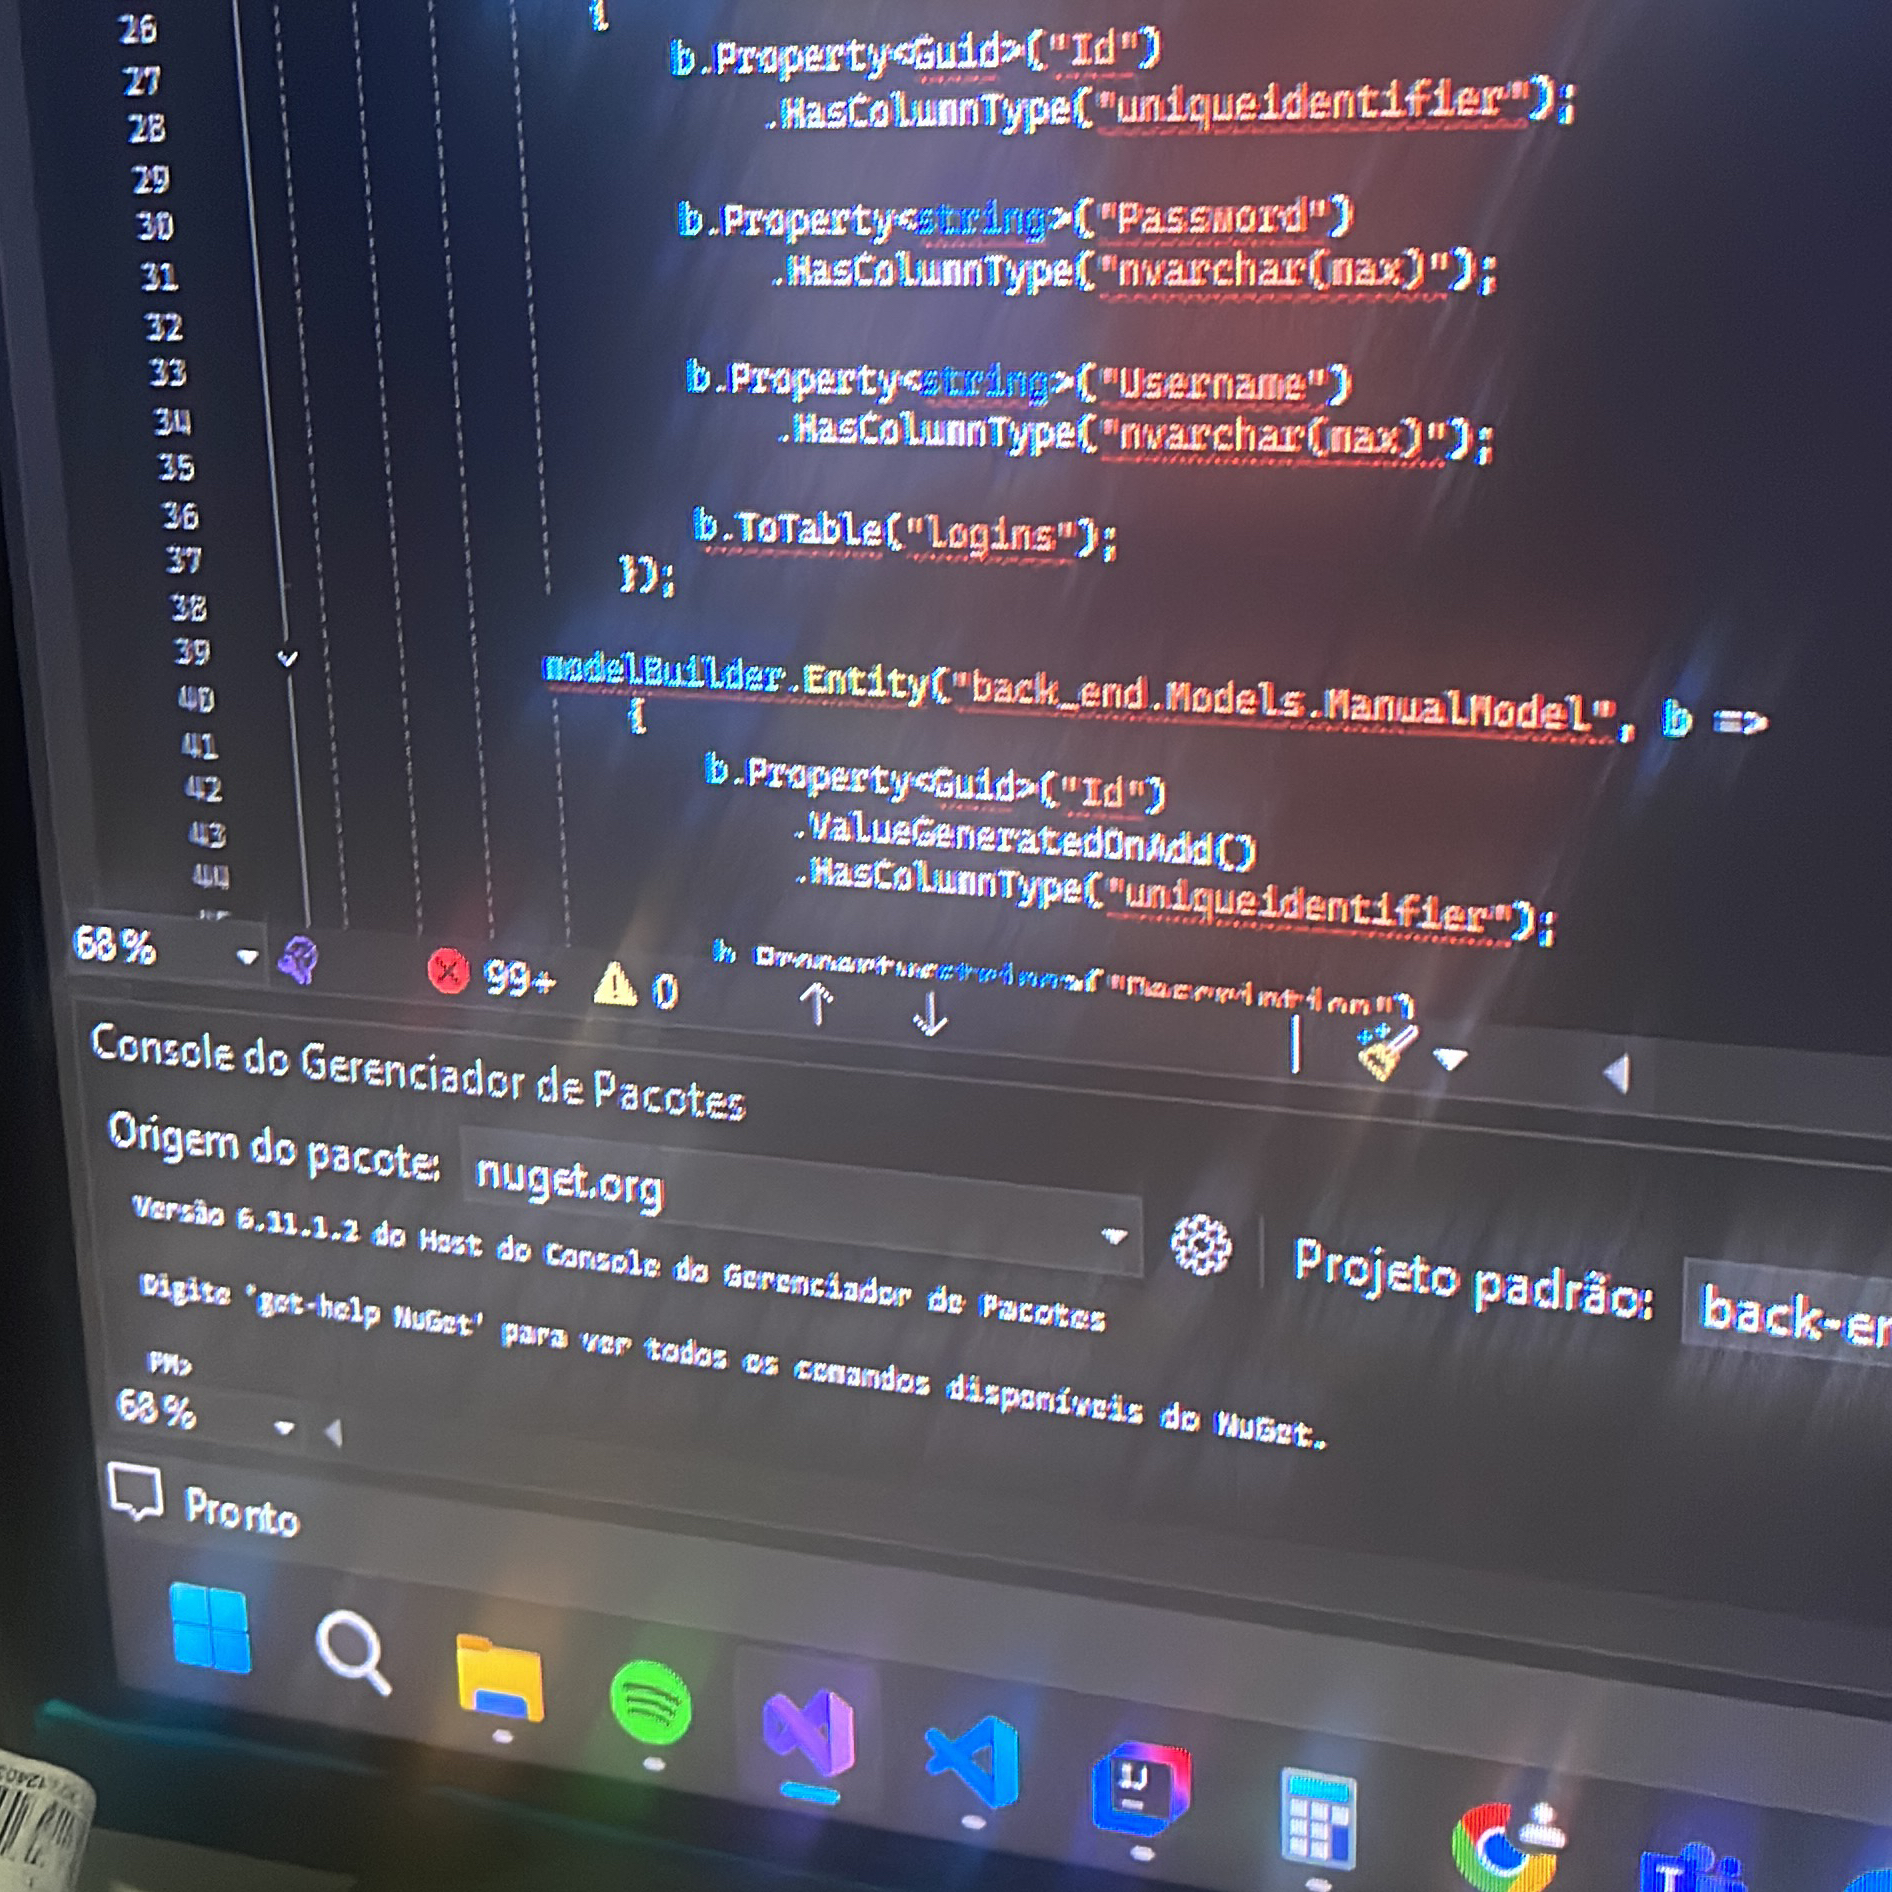 26
{
27
b.Property<Guid>("Id")
28
.HasColumnType("uniqueidentifier");
29
30
b.Property<string>("Password")
31
.HasColumnType("nvarchar(max)");
32
33
b.Property<string>("Username")
34
.HasColumnType("nvarchar(max)");
35
36
b.ToTable("logins");
37
});
38
39
modelBuilder.Entity("back_end.Models.ManualModel", b =>
40
{
41
b.Property<Guid>("Id")
42
.ValueGeneratedOnAdd()
43
.HasColumnType("uniqueidentifier");
44
68%
99+
0
Console do Gerenciador de Pacotes
Origem do pacote: nuget.org
Projeto padrão: back-en
Versão 6.11.1.2 do Host do Console do Gerenciador de Pacotes
Digite 'get-help NuGet' para ver todos os comandos disponíveis do NuGet.
PM>
68%
Pronto
IJ
T